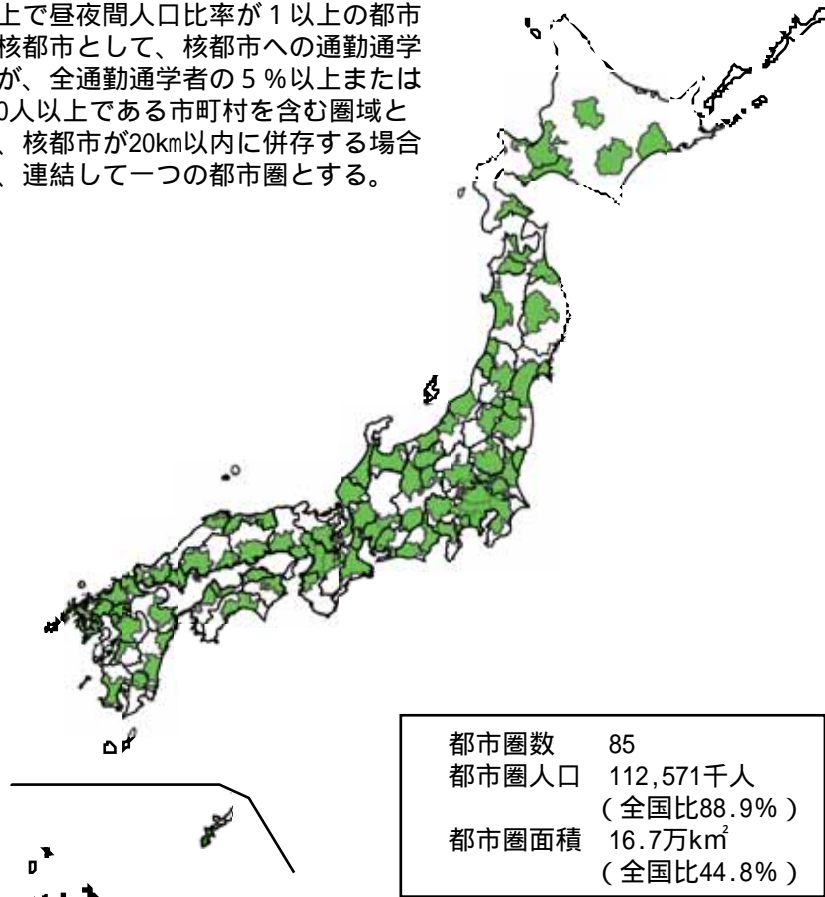 上で昼夜間人口比率が１以上の都市
核都市として、核都市への通勤通学
が、全通勤通学者の５％以上または
0人以上である市町村を含む圏域と
、核都市が20㎞以内に併存する場合
、連結して一つの都市圏とする。
都市圏数 85
都市圏人口 112,571千人
（全国比88.9％）
都市圏面積 16.7万k㎡
（全国比44.8％）